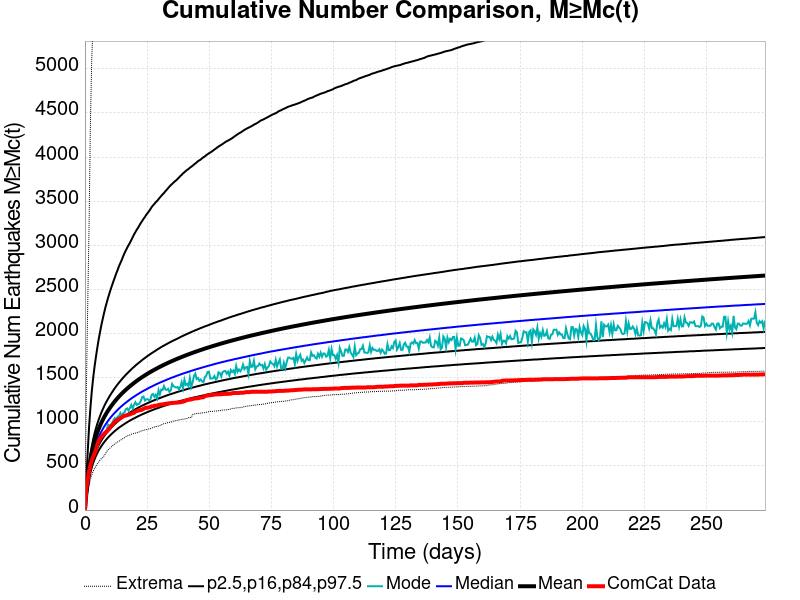 Cumulative Number Comparison, M≥Mc(t)
Cumulative Num Earthquakes M≥Mc(t)
5000
4500
4000
3500
3000
2500
2000
1500
1000
500
0
0 25 50 75 100 125 150 175 200 225 250
Time (days)
Extrema p2.5,p16,p84,p97.5 Mode Median Mean ComCat Data